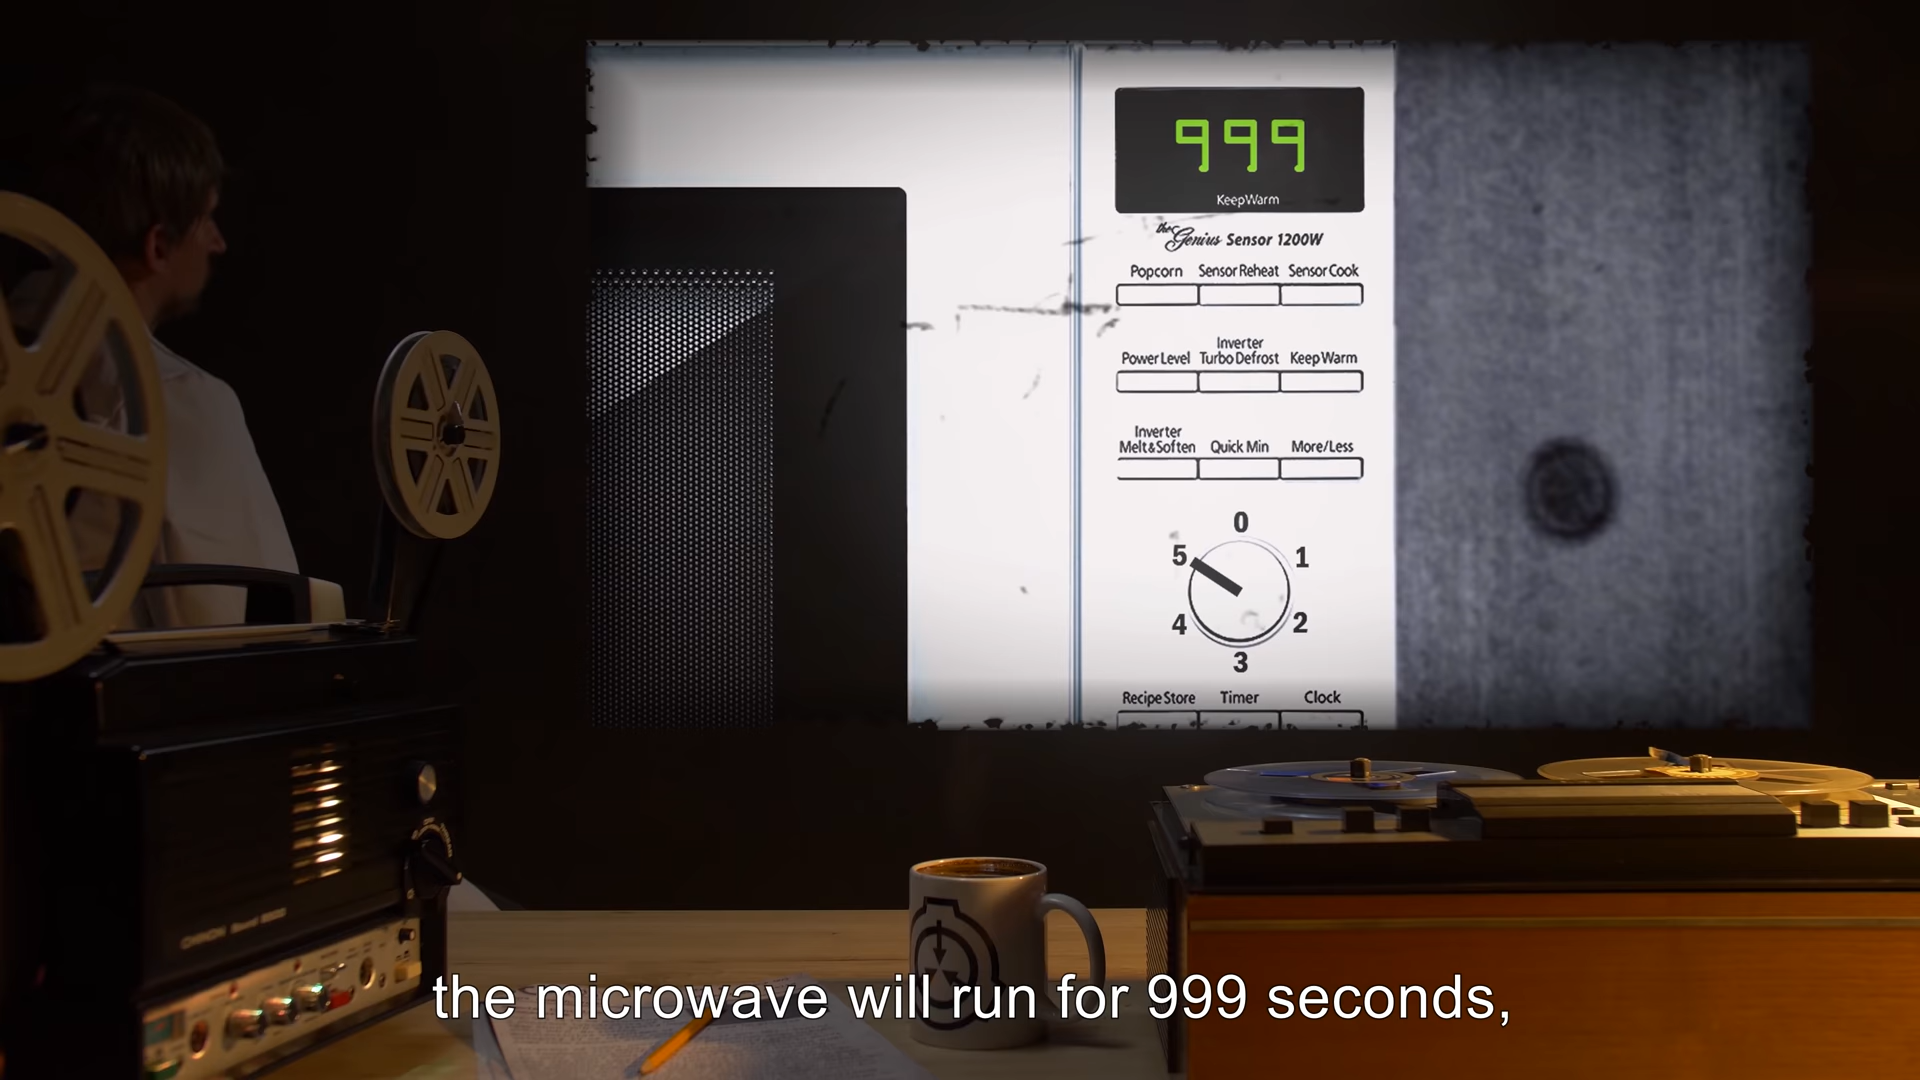 999
KeepWarm
the Genius Sensor 1200W
Popcorn Sensor Reheat Sensor Cook
Inverter
Power Level Turbo Defrost Keep Warm
Inverter
Melt&Soften Quick Min More/Less
0
5 1
4 2
3
Recipe Store Timer Clock
the microwave will run for 999 seconds,